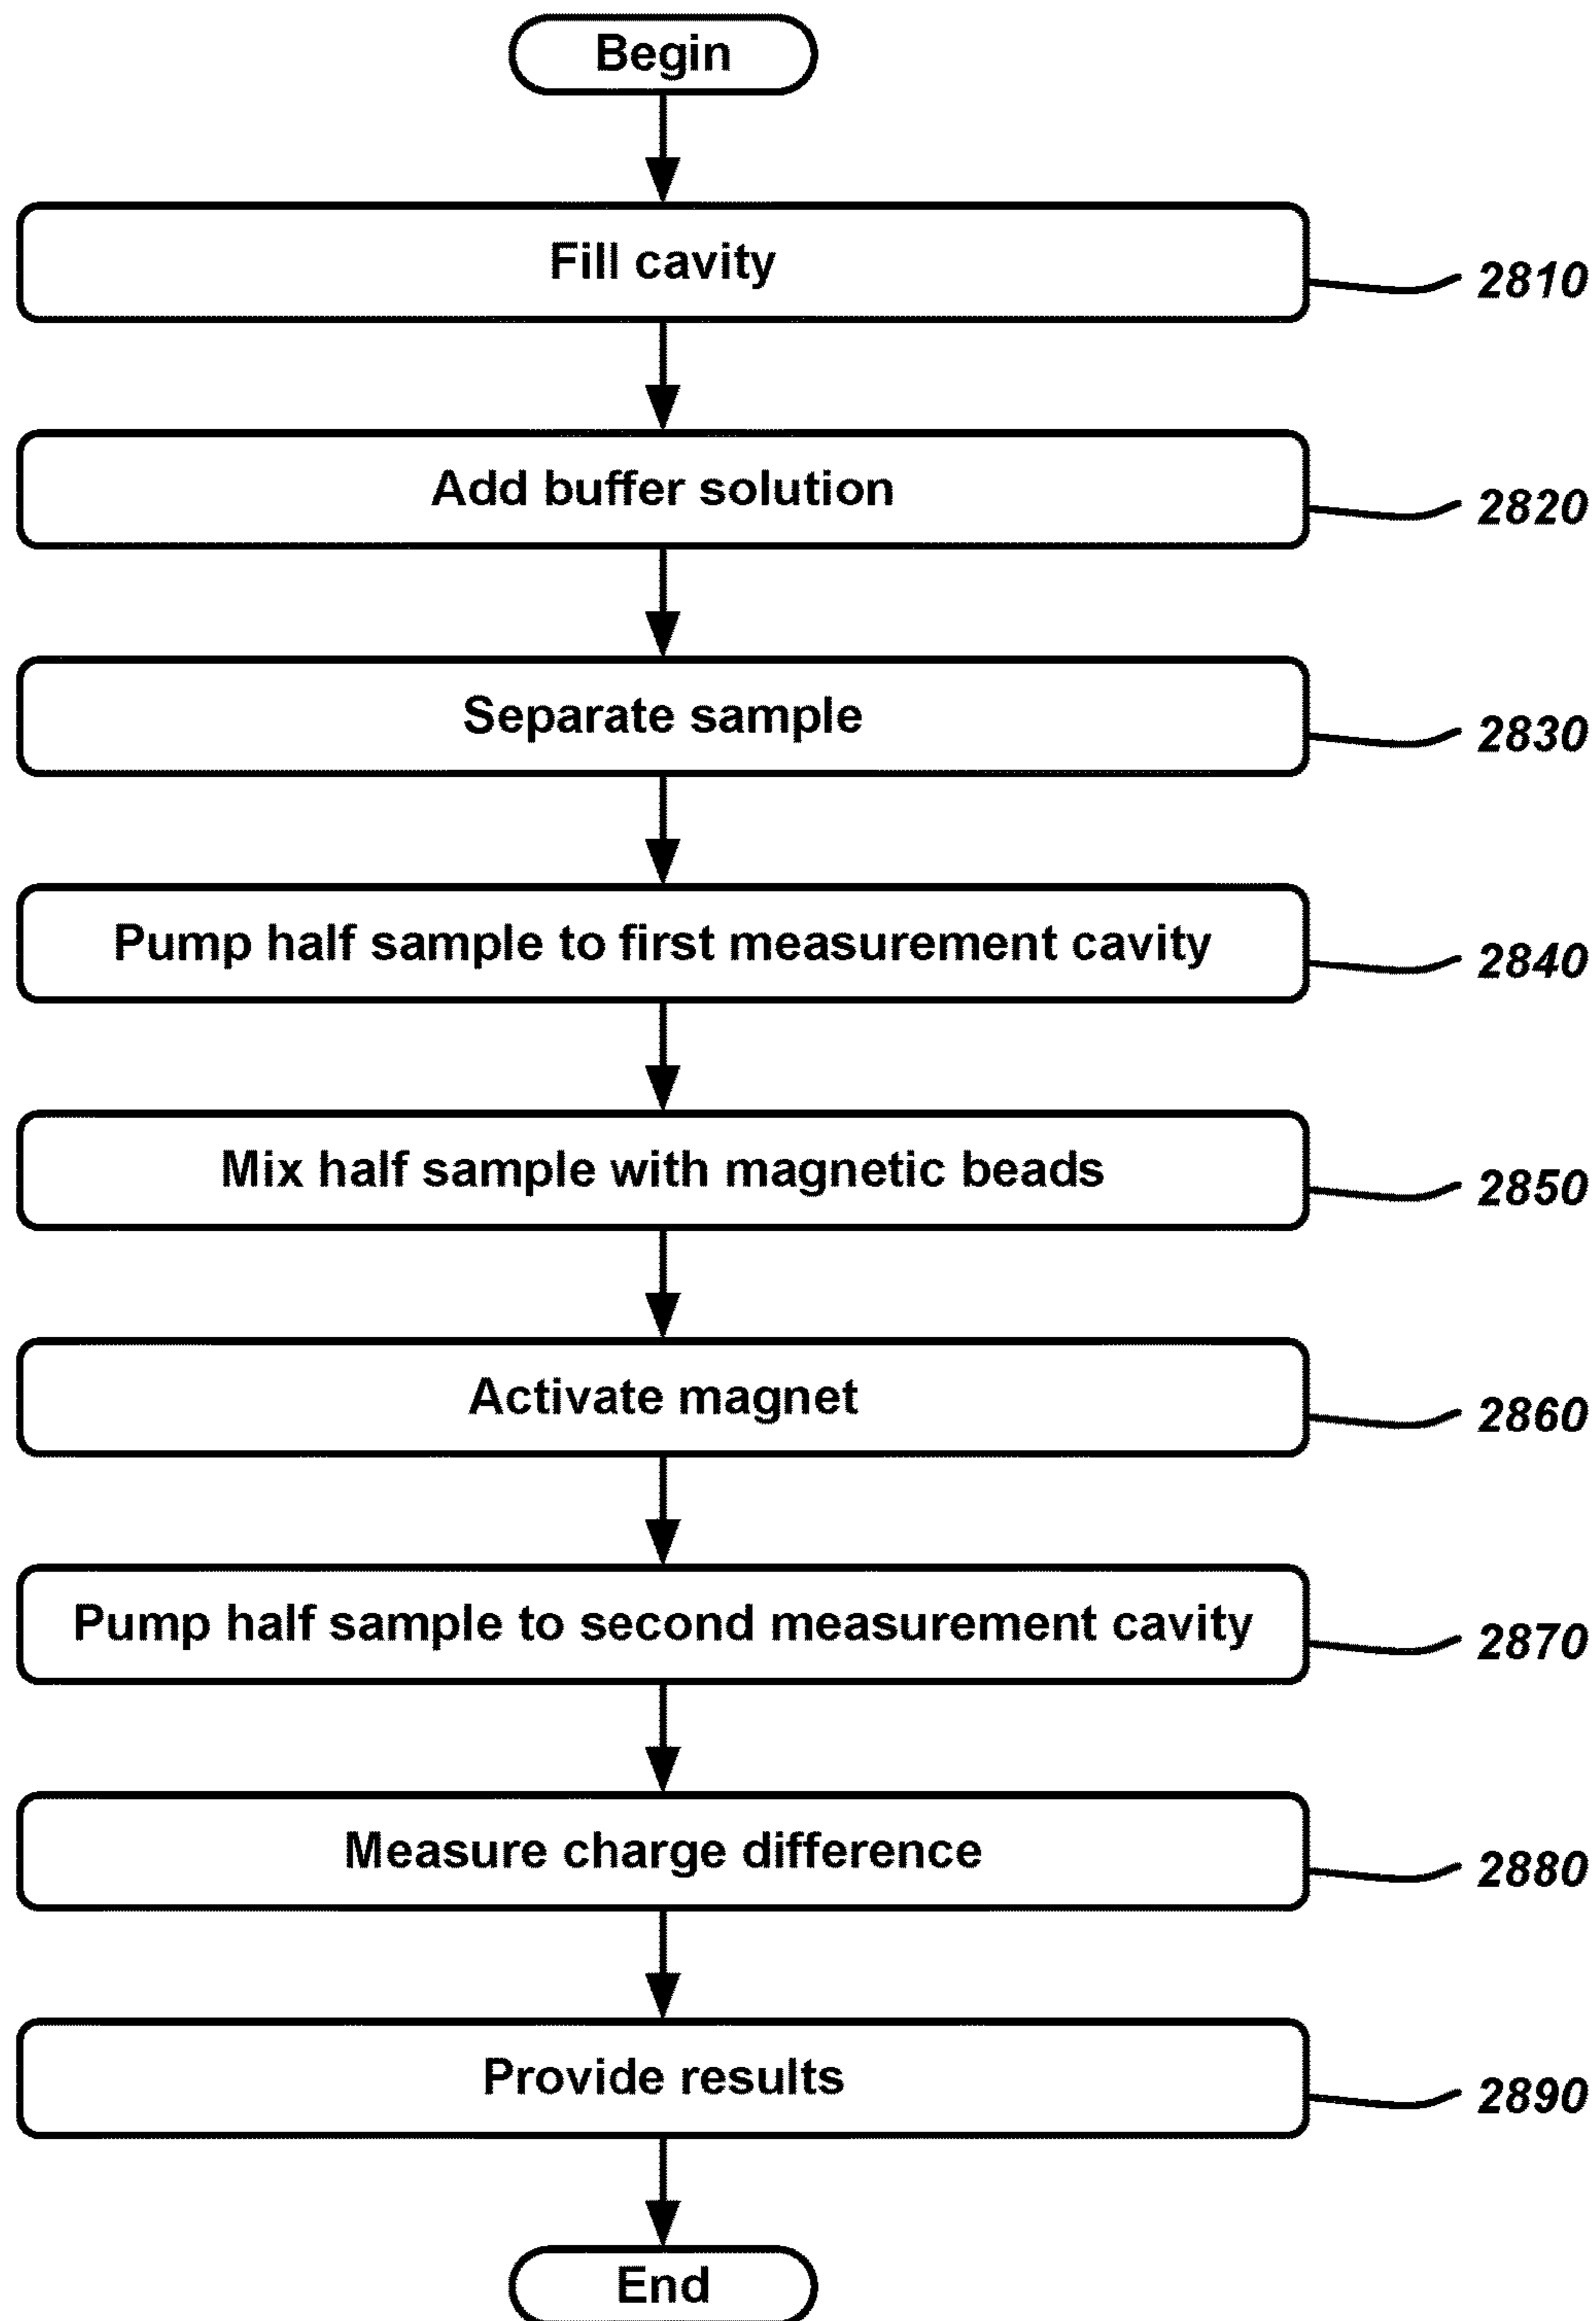 Begin
Fill cavity
2810
Add buffer solution
2820
Separate sample
2830
Pump half sample to first measurement cavity
2840
Mix half sample with magnetic beads
2850
Activate magnet
2860
Pump half sample to second measurement cavity
2870
Measure charge difference
2880
Provide results
2890
End